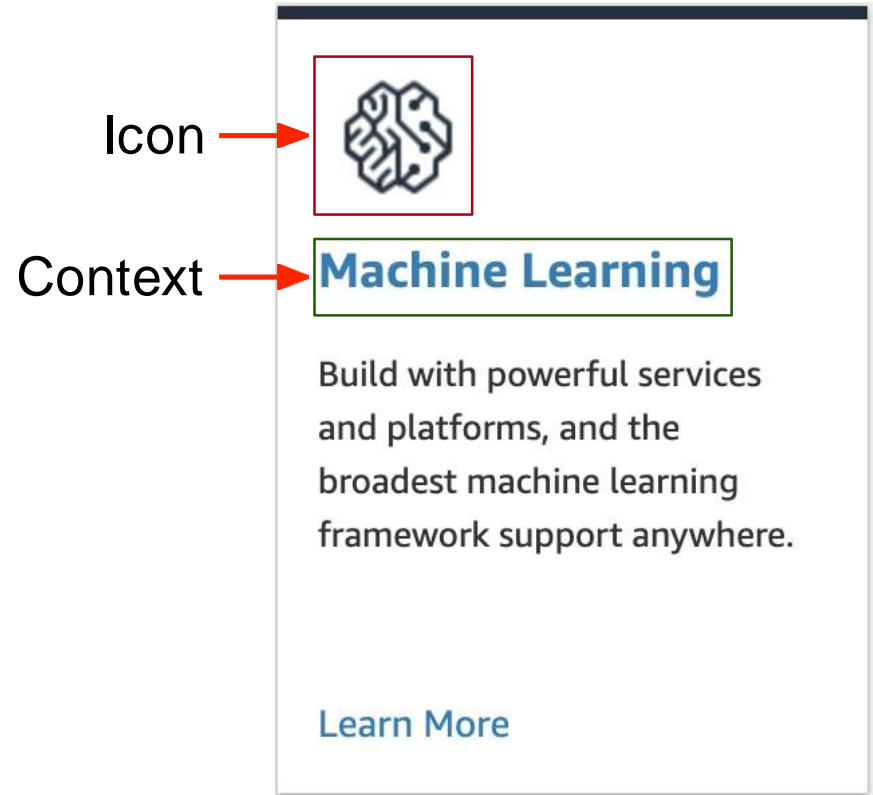 Icon
Context
Machine Learning
Build with powerful services
and platforms, and the
broadest machine learning
framework support anywhere.
Learn More